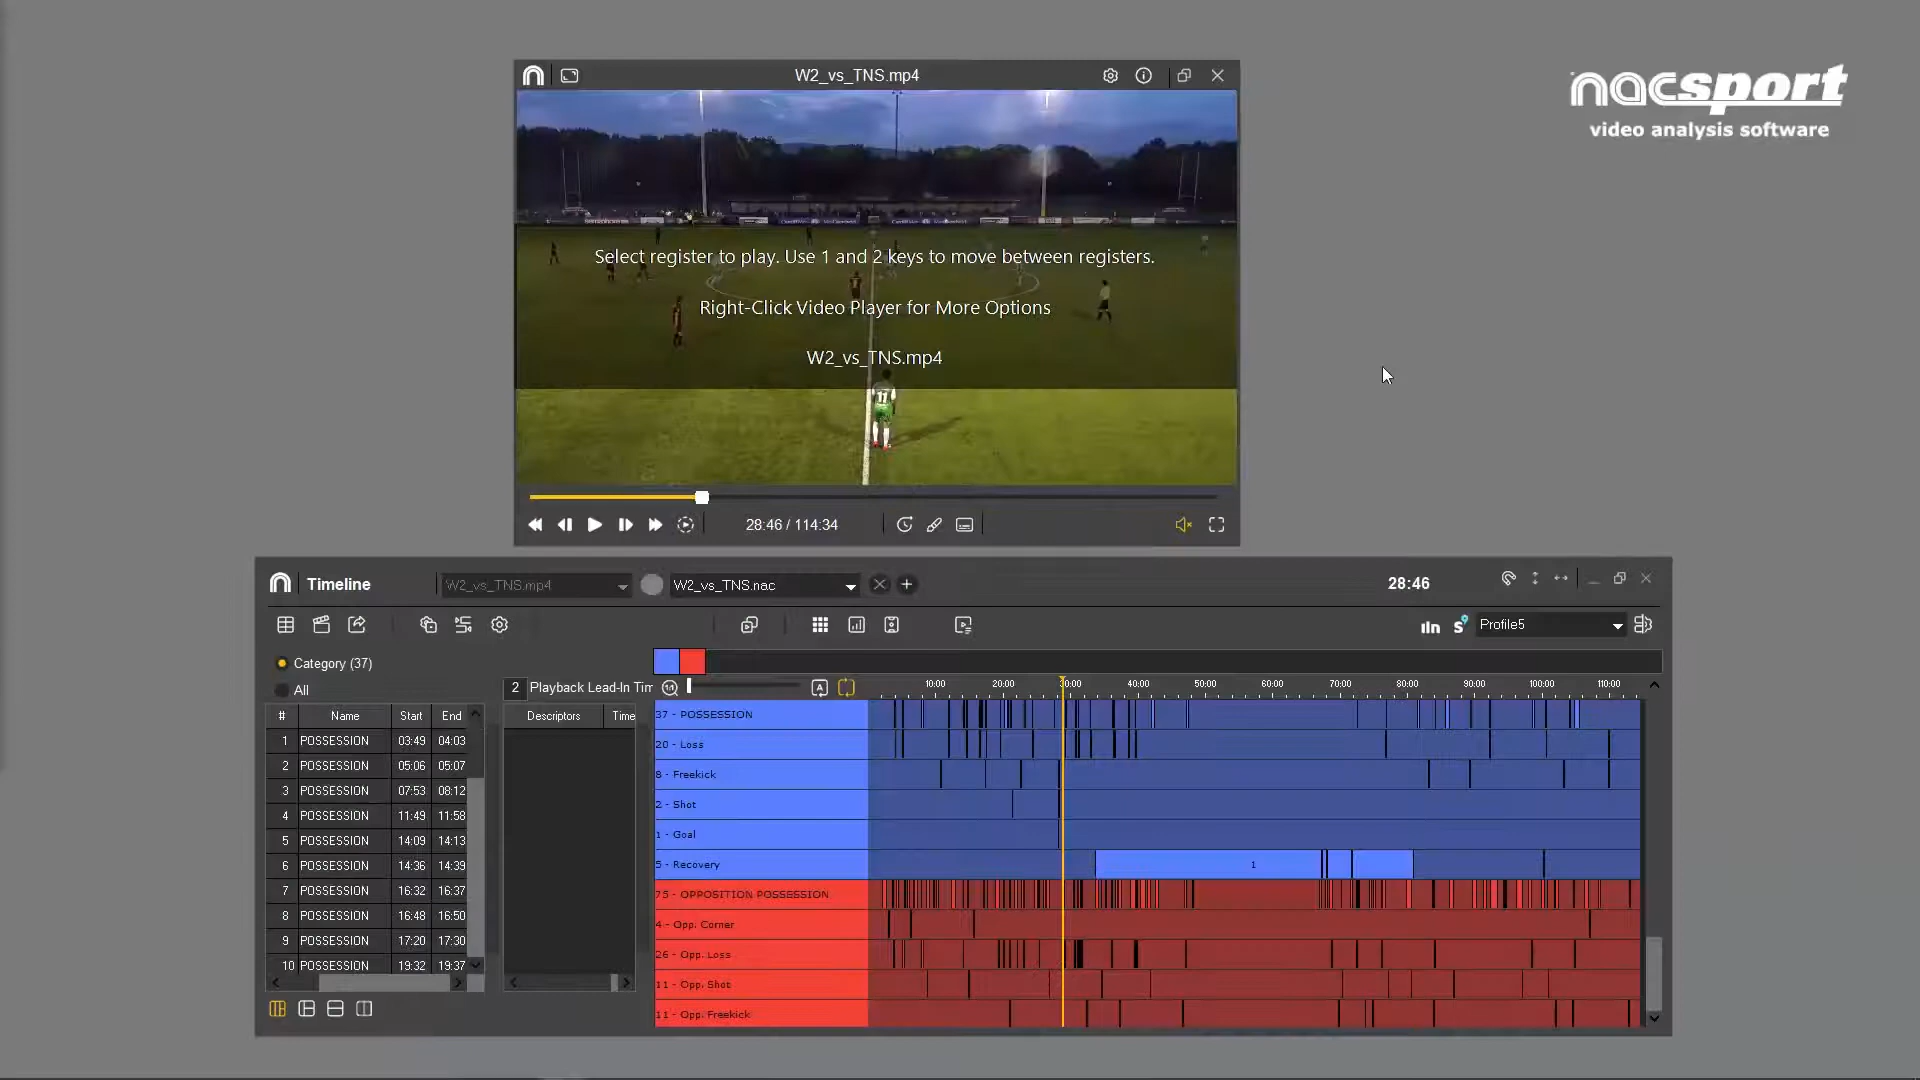 W2_vs_TNS.mp4
nacsport
video analysis software
Select register to play. Use 1 and 2 keys to move between registers.
Right-Click Video Player for More Options
W2_vs_TNS.mp4
11
28:46 / 114:34
Timeline
W2_vs_TNS.mp4
W2_vs_TNS.nac
28:46
Profile5
Category (37)
All
2 Playback Lead-In Tim
10:00 20:00 30:00 40:00 50:00 60:00 70:00 80:00 90:00 100:00 110:00
# Name Start End
Descriptors Time
1 POSSESSION 03:49 04:03
2 POSSESSION 05:06 05:07
3 POSSESSION 07:53 08:12
4 POSSESSION 11:49 11:58
5 POSSESSION 14:09 14:13
6 POSSESSION 14:36 14:39
7 POSSESSION 16:32 16:37
8 POSSESSION 16:48 16:50
9 POSSESSION 17:20 17:30
10 POSSESSION 19:32 19:37
37 - POSSESSION
20 - Loss
8 - Freekick
2 - Shot
1 - Goal
5 - Recovery
1
75 - OPPOSITION POSSESSION
4 - Opp. Corner
26 - Opp. Loss
11 - Opp. Shot
11 - Opp. Freekick